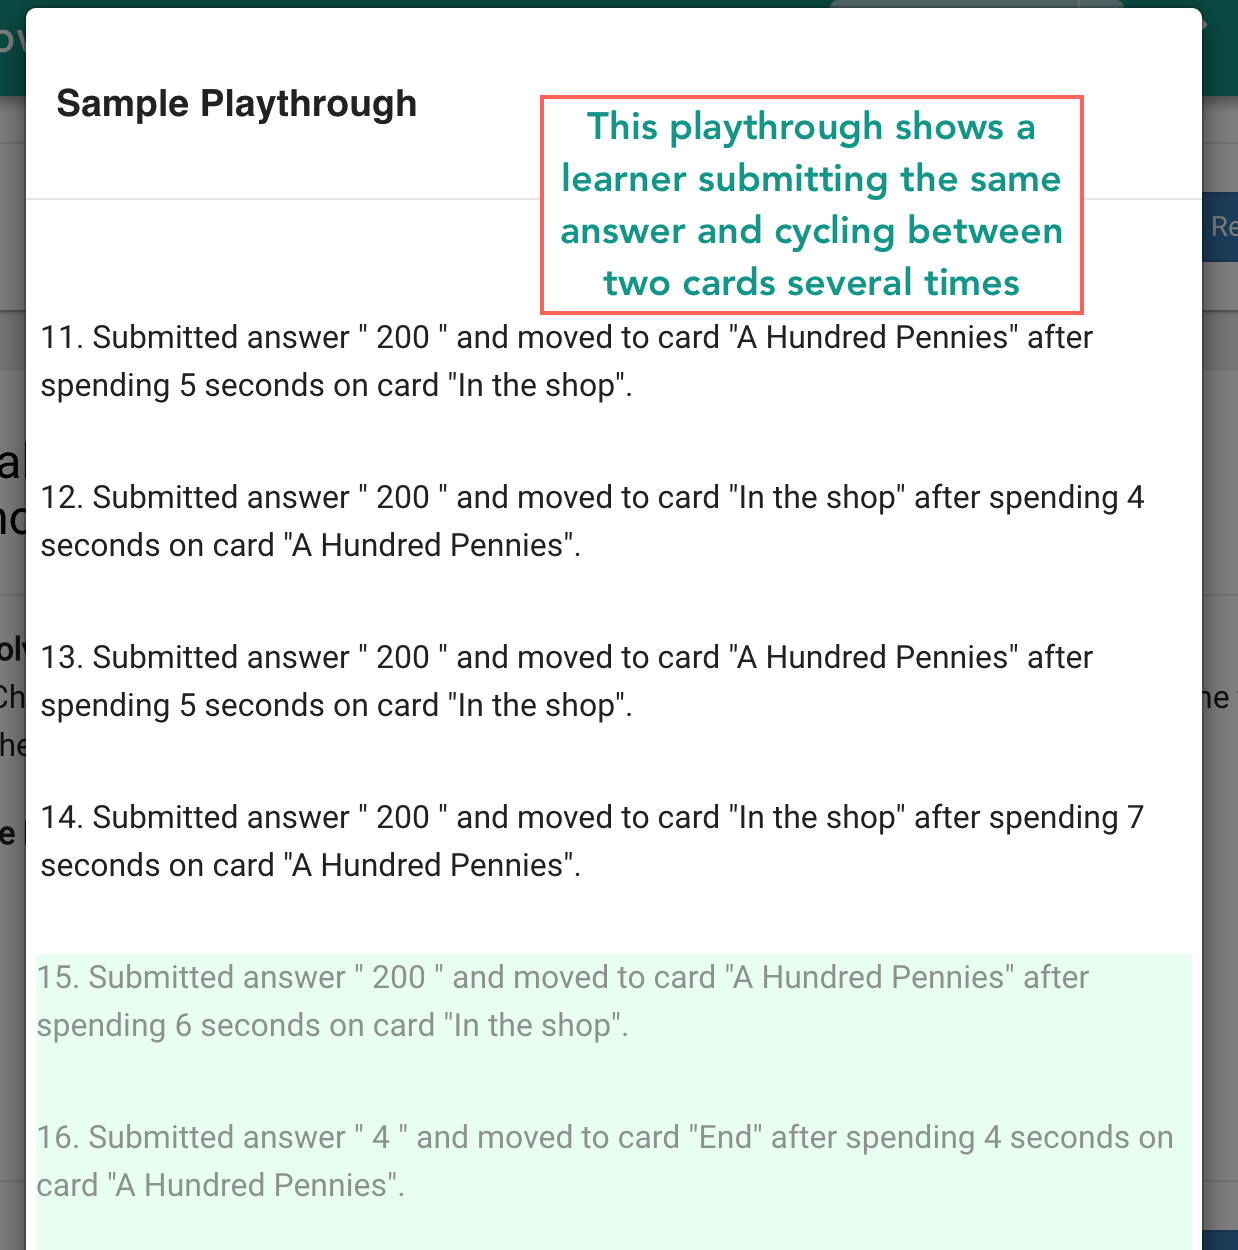 Sample Playthrough
This playthrough shows a
learner submitting the same
answer and cycling between
two cards several times
11. Submitted answer " 200 " and moved to card "A Hundred Pennies" after
spending 5 seconds on card "In the shop".
12. Submitted answer " 200 " and moved to card "In the shop" after spending 4
seconds on card "A Hundred Pennies".
13. Submitted answer " 200 " and moved to card "A Hundred Pennies" after
spending 5 seconds on card "In the shop".
14. Submitted answer " 200 " and moved to card "In the shop" after spending 7
seconds on card "A Hundred Pennies".
15. Submitted answer " 200 " and moved to card "A Hundred Pennies" after
spending 6 seconds on card "In the shop".
16. Submitted answer " 4 " and moved to card "End" after spending 4 seconds on
card "A Hundred Pennies".